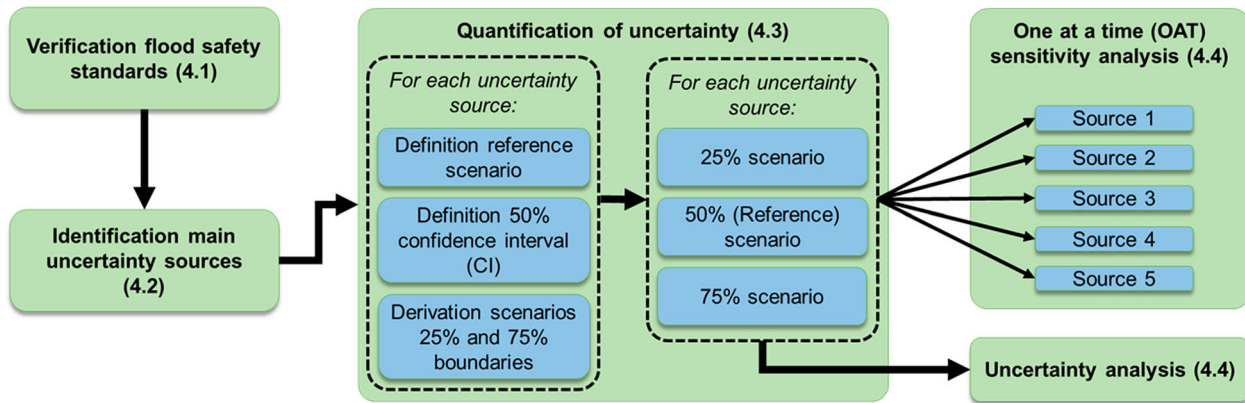 Verification flood safety
standards (4.1)
Identification main
uncertainty sources
(4.2)
Quantification of uncertainty (4.3)
For each uncertainty
source:
Definition reference
scenario
Definition 50%
confidence interval
(CI)
Derivation scenarios
25% and 75%
boundaries
For each uncertainty
source:
25% scenario
50% (Reference)
scenario
75% scenario
One at a time (OAT)
sensitivity analysis (4.4)
Source 1
Source 2
Source 3
Source 4
Source 5
Uncertainty analysis (4.4)